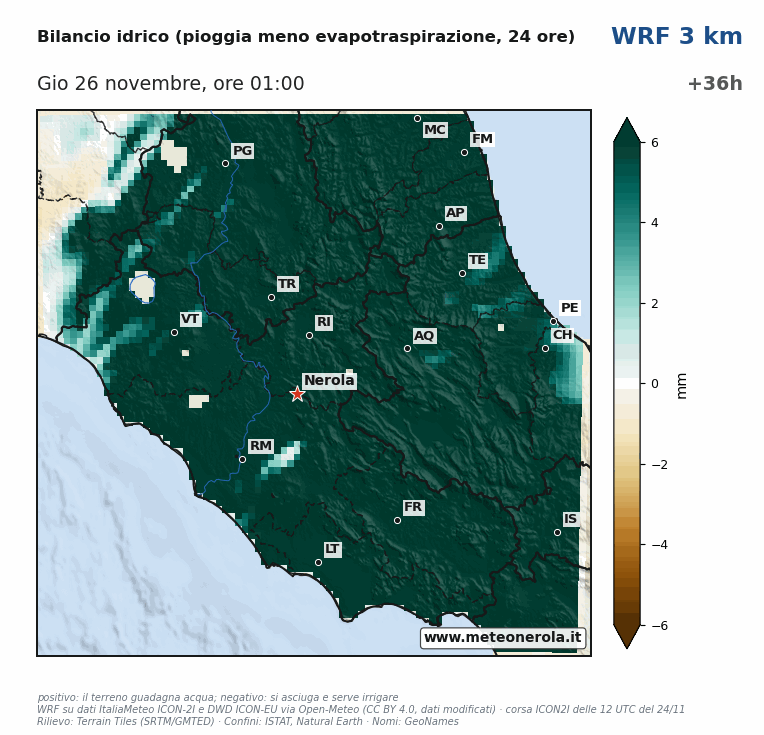 Bilancio idrico (pioggia meno evapotraspirazione, 24 ore)
WRF 3 km
Gio 26 novembre, ore 01:00
+36h
MC
FM
PG
AP
TE
TR
PE
VT
RI
AQ
CH
Nerola
RM
FR
IS
LT
www.meteonerola.it
6
4
2
0
−2
−4
−6
mm
positivo: il terreno guadagna acqua; negativo: si asciuga e serve irrigare
WRF su dati ItaliaMeteo ICON-2I e DWD ICON-EU via Open-Meteo (CC BY 4.0, dati modificati) · corsa ICON2I delle 12 UTC del 24/11
Rilievo: Terrain Tiles (SRTM/GMTED) · Confini: ISTAT, Natural Earth · Nomi: GeoNames